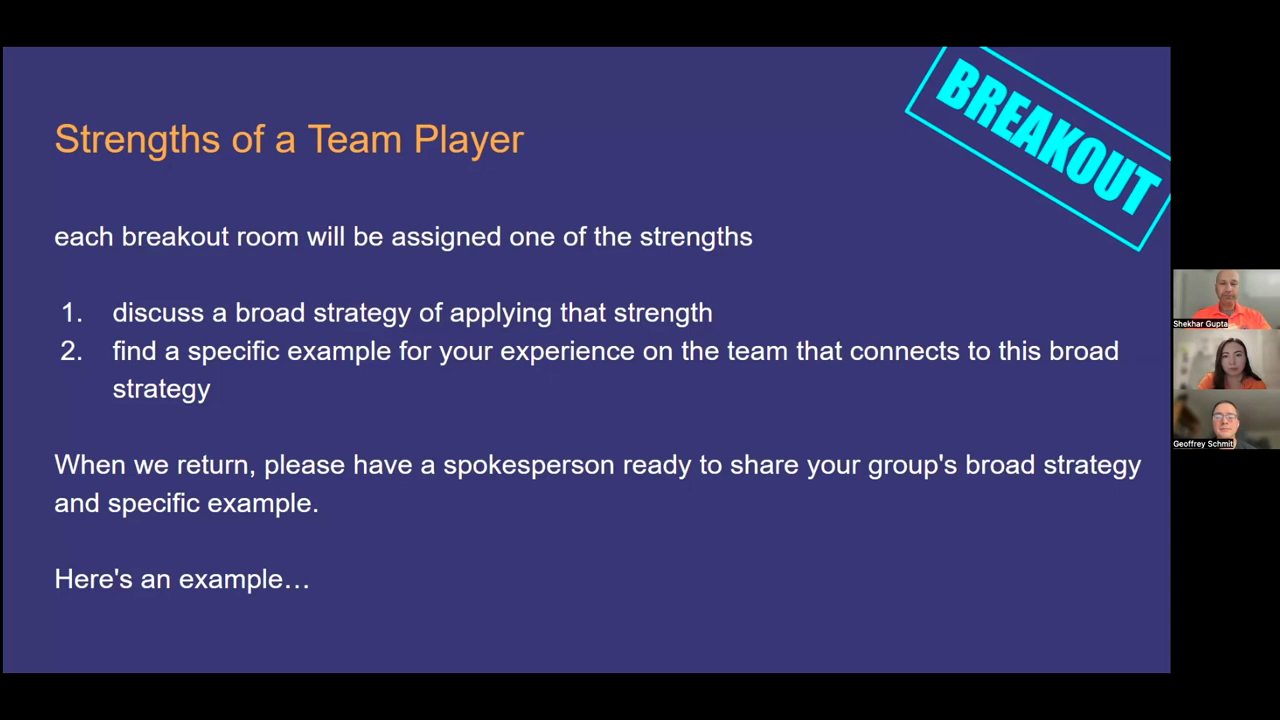 BREAKOUT
Strengths of a Team Player
each breakout room will be assigned one of the strengths
1. discuss a broad strategy of applying that strength
2. find a specific example for your experience on the team that connects to this broad
strategy
When we return, please have a spokesperson ready to share your group's broad strategy
and specific example.
Here's an example…
Shekhar Gupta
Geoffrey Schmit